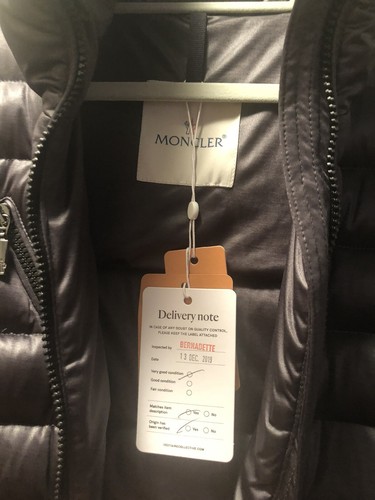 MONCLER
Delivery note
IN CASE OF ANY DOUBT ON QUALITY CONTROL,
PLEASE KEEP THE LABEL ATTACHED
Inspected by BERNADETTE
Date 13 DEC 2019
Very good condition
Good condition
Fair condition
Matches item
description Yes No
Origin has
been verified Yes No